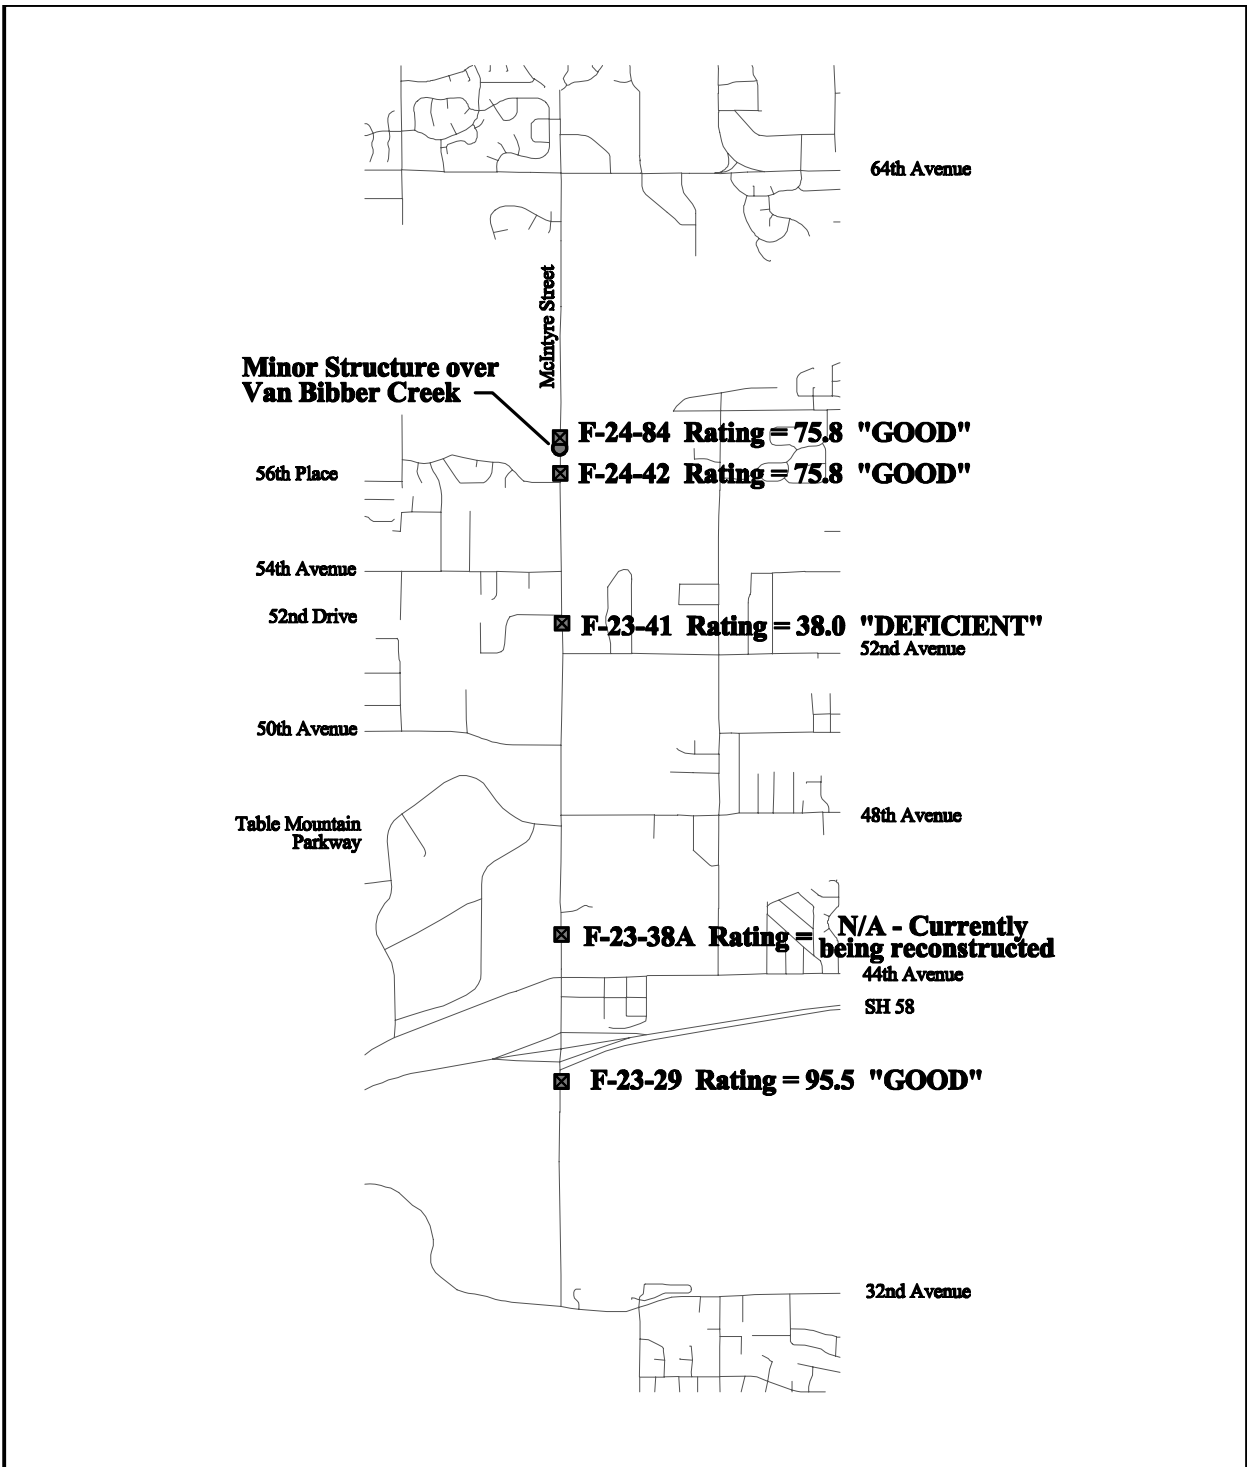 64th Avenue
McIntyre Street
Minor Structure over
Van Bibber Creek
F-24-84 Rating = 75.8 "GOOD"
F-24-42 Rating = 75.8 "GOOD"
56th Place
54th Avenue
52nd Drive
F-23-41 Rating = 38.0 "DEFICIENT"
52nd Avenue
50th Avenue
48th Avenue
Table Mountain
Parkway
F-23-38A Rating = N/A - Currently
being reconstructed
44th Avenue
SH 58
F-23-29 Rating = 95.5 "GOOD"
32nd Avenue